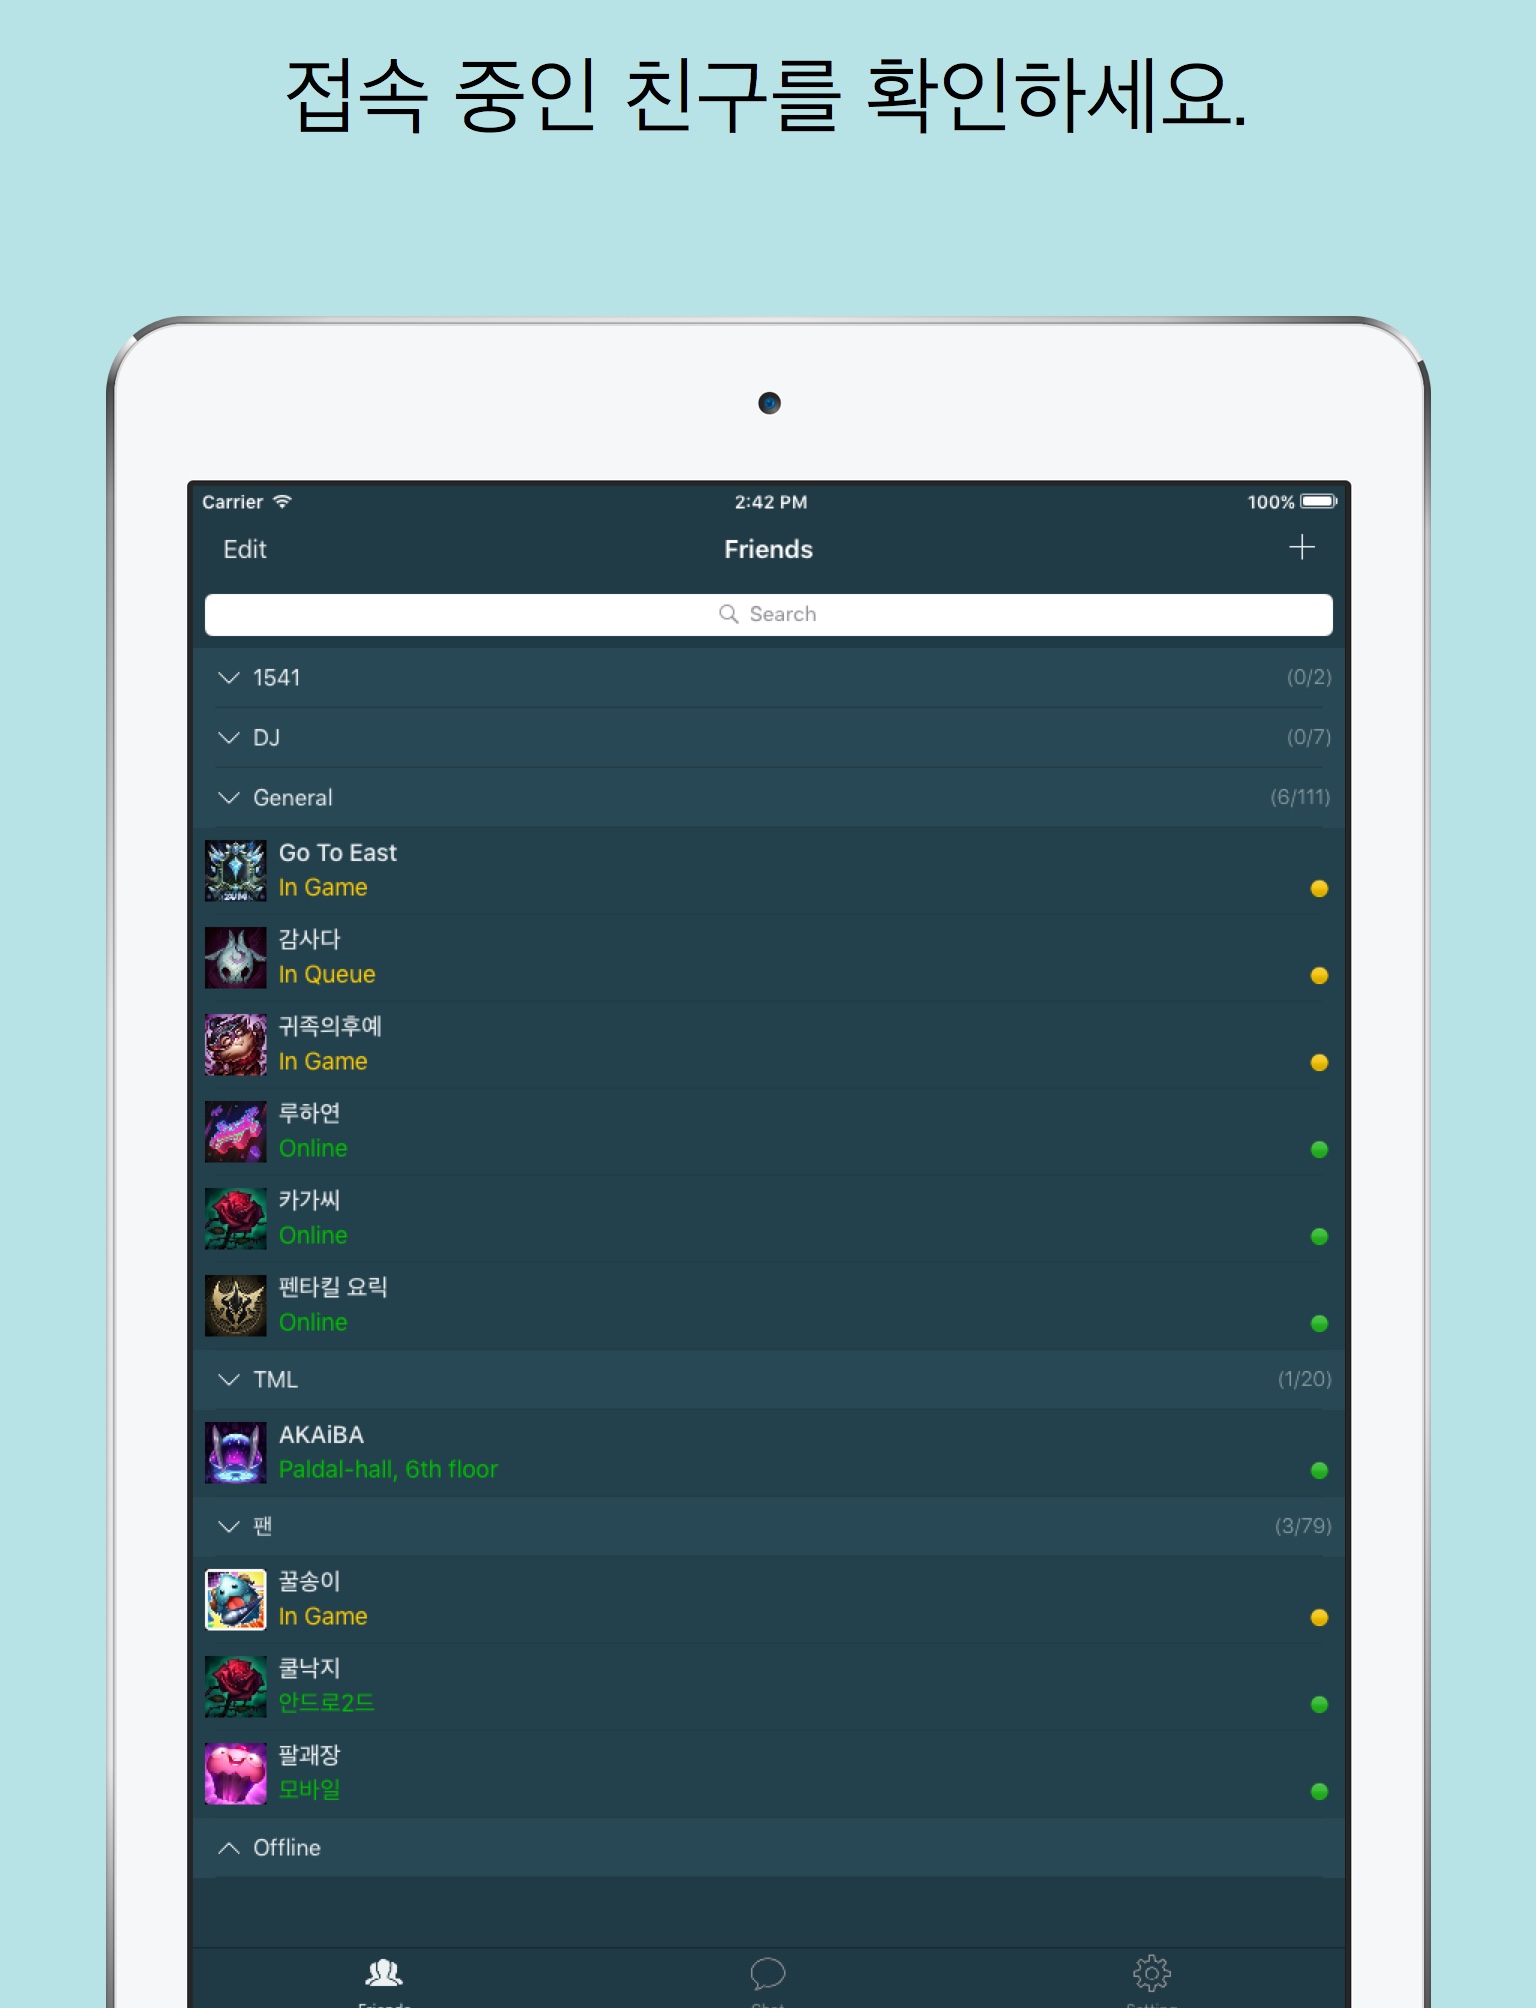 접속 중인 친구를 확인하세요.
Carrier 2:42 PM 100%
Edit Friends
Search
1541 (0/2)
DJ (0/7)
General (6/111)
Go To East
In Game
감사다
In Queue
귀족의후예
In Game
루하연
Online
카가씨
Online
펜타킬 요릭
Online
TML (1/20)
AKAiBA
Paldal-hall, 6th floor
팬 (3/79)
꿀송이
In Game
쿨낙지
안드로2드
팔괘장
모바일
Offline